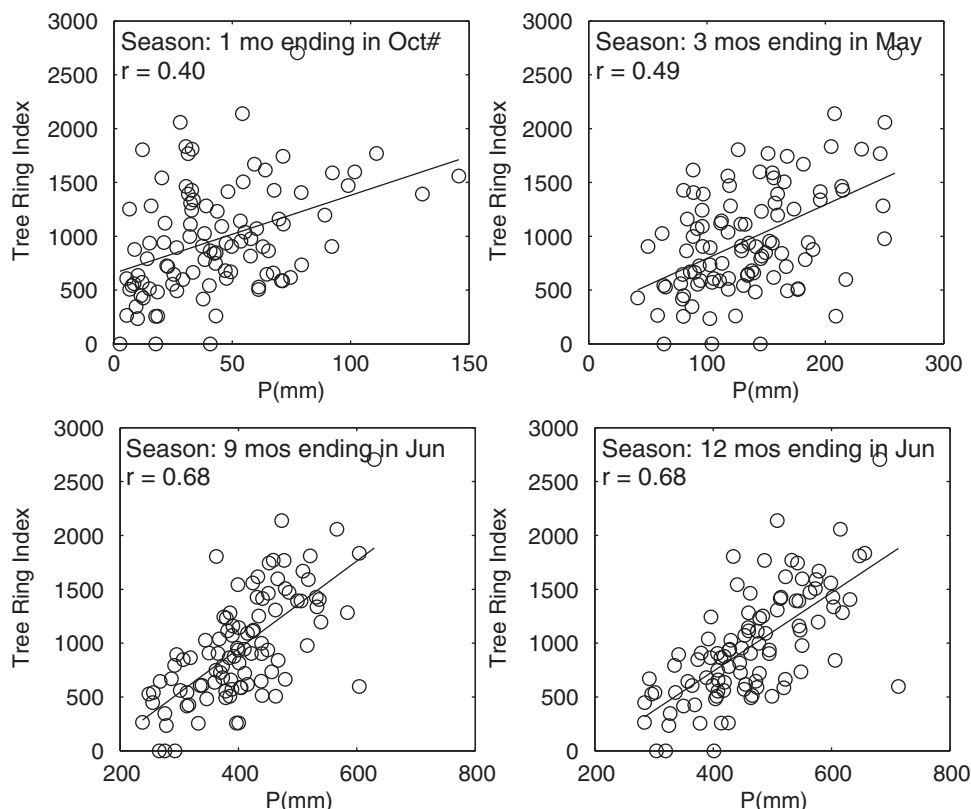 3000
2500
2000
1500
1000
500
0
Tree Ring Index
Season: 1 mo ending in Oct#
r = 0.40
0 50 100 150
P(mm)
3000
2500
2000
1500
1000
500
0
Tree Ring Index
Season: 3 mos ending in May
r = 0.49
0 100 200 300
P(mm)
3000
2500
2000
1500
1000
500
0
Tree Ring Index
Season: 9 mos ending in Jun
r = 0.68
200 400 600 800
P(mm)
3000
2500
2000
1500
1000
500
0
Tree Ring Index
Season: 12 mos ending in Jun
r = 0.68
200 400 600 800
P(mm)